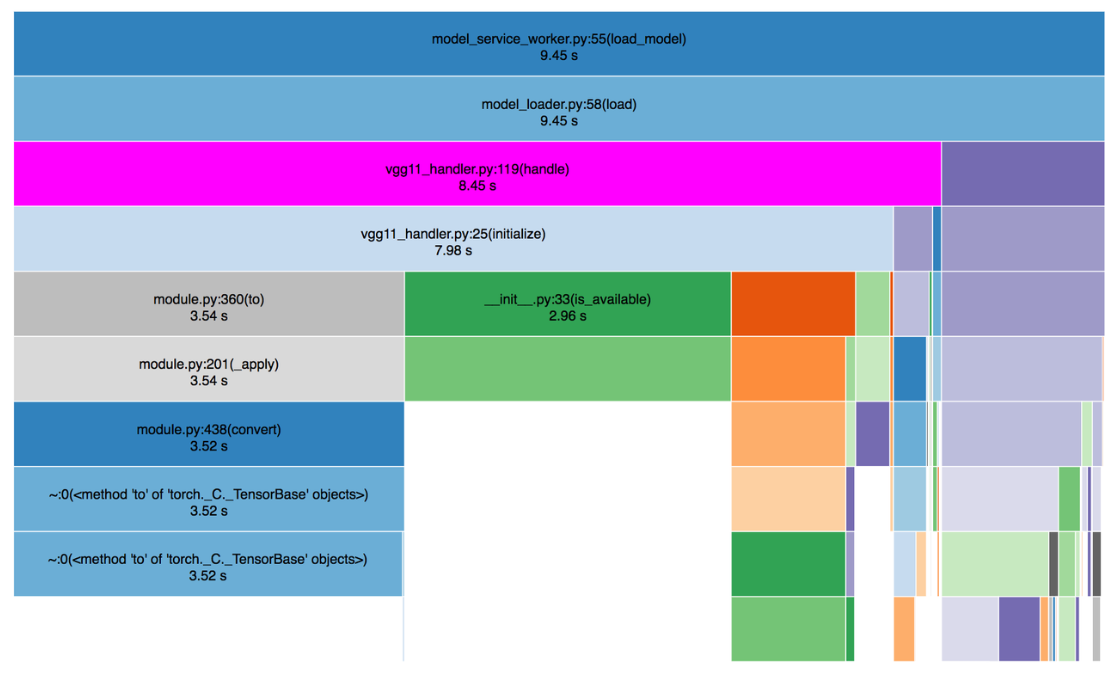 model_service_worker.py:55(load_model)
9.45 s
model_loader.py:58(load)
9.45 s
vgg11_handler.py:119(handle)
8.45 s
vgg11_handler.py:25(initialize)
7.98 s
module.py:360(to)
3.54 s
__init__.py:33(is_available)
2.96 s
module.py:201(_apply)
3.54 s
module.py:438(convert)
3.52 s
~:0(<method 'to' of 'torch._C._TensorBase' objects>)
3.52 s
~:0(<method 'to' of 'torch._C._TensorBase' objects>)
3.52 s